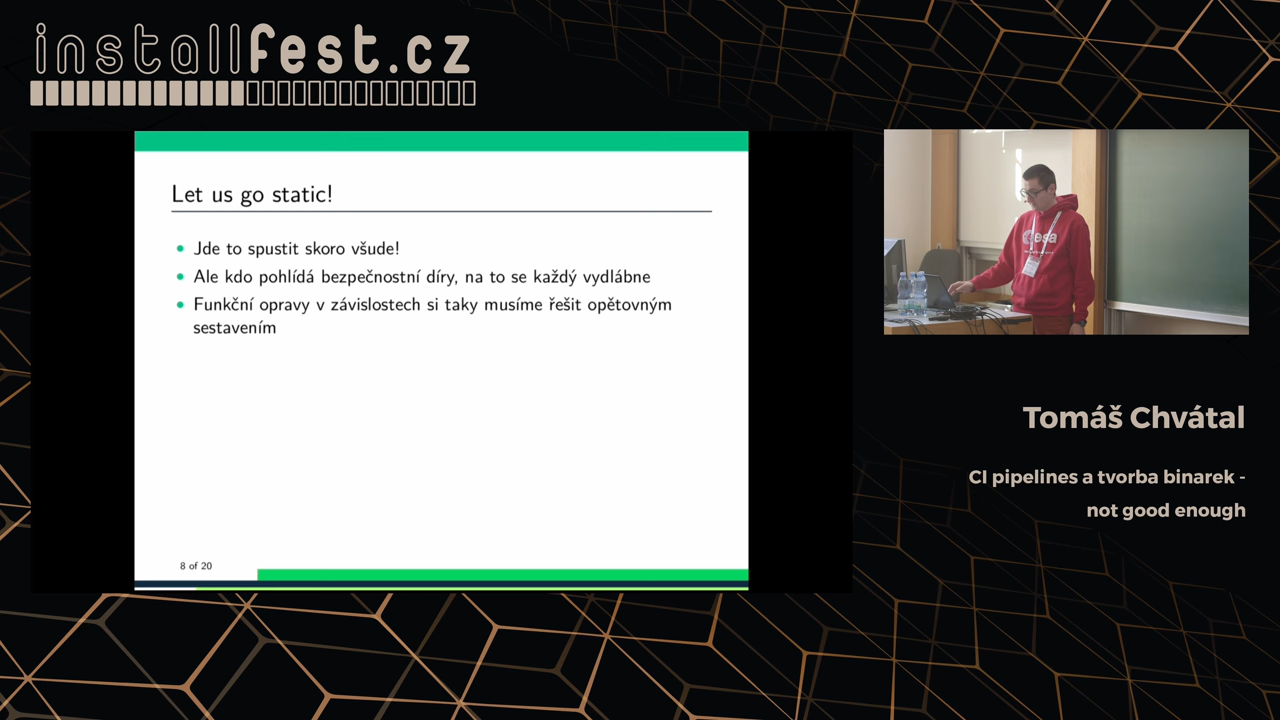 installfest.cz
Let us go static!
Jde to spustit skoro všude!
Ale kdo pohlídá bezpečnostní díry, na to se každý vydlábne
Funkční opravy v závislostech si taky musíme řešit opětovným
sestavením
8 of 20
esa
Tomáš Chvátal
CI pipelines a tvorba binarek -
not good enough